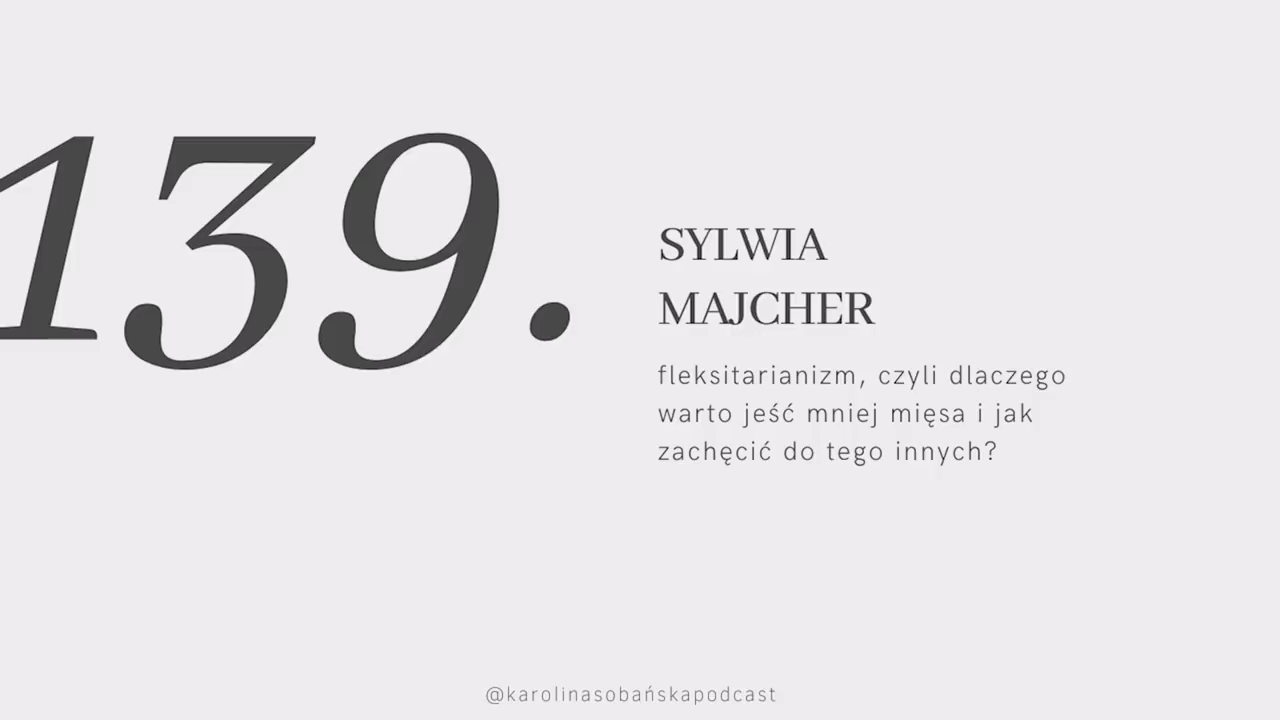 139.
SYLWIA
MAJCHER
fleksitarianizm, czyli dlaczego
warto jeść mniej mięsa i jak
zachęcić do tego innych?
@karolinasobańskapodcast